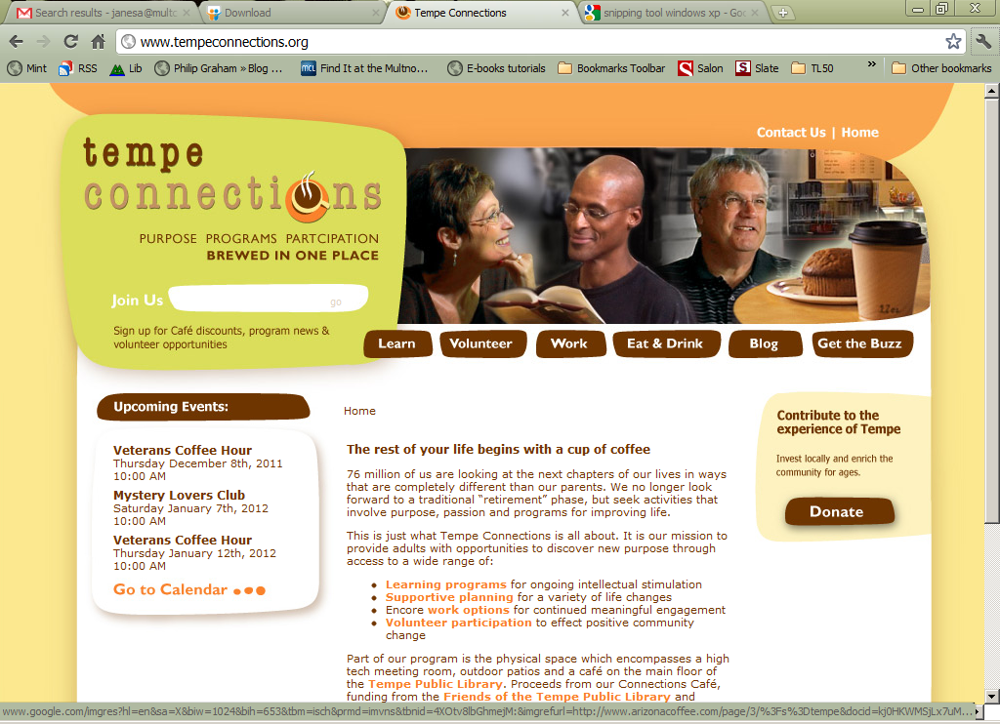 Search results - janesa@multc
Download
Tempe Connections
snipping tool windows xp - Goo
www.tempeconnections.org
Mint
RSS
Lib
Philip Graham » Blog ...
Find It at the Multno...
E-books tutorials
Bookmarks Toolbar
Salon
Slate
TL50
»
Other bookmarks
Contact Us | Home
tempe
connections
PURPOSE PROGRAMS PARTCIPATION
BREWED IN ONE PLACE
Join Us
go
Sign up for Café discounts, program news &
volunteer opportunities
Learn
Volunteer
Work
Eat & Drink
Blog
Get the Buzz
Upcoming Events:
Veterans Coffee Hour
Thursday December 8th, 2011
10:00 AM
Mystery Lovers Club
Saturday January 7th, 2012
10:00 AM
Veterans Coffee Hour
Thursday January 12th, 2012
10:00 AM
Go to Calendar
Home
The rest of your life begins with a cup of coffee
76 million of us are looking at the next chapters of our lives in ways
that are completely different than our parents. We no longer look
forward to a traditional “retirement” phase, but seek activities that
involve purpose, passion and programs for improving life.
This is just what Tempe Connections is all about. It is our mission to
provide adults with opportunities to discover new purpose through
access to a wide range of:
Learning programs for ongoing intellectual stimulation
Supportive planning for a variety of life changes
Encore work options for continued meaningful engagement
Volunteer participation to effect positive community
change
Part of our program is the physical space which encompasses a high
tech meeting room, outdoor patios and a café on the main floor of
the Tempe Public Library. Proceeds from our Connections Café,
funding from the Friends of the Tempe Public Library and
Contribute to the
experience of Tempe
Invest locally and enrich the
community for ages.
Donate
www.google.com/imgres?hl=en&sa=X&biw=1024&bih=653&tbm=isch&prmd=imvns&tbnid=4XOtv8lbGhmejM:&imgrefurl=http://www.arizonacoffee.com/page/3/%3Fs%3Dtempe&docid=kj0HKWMSjLx7uM...